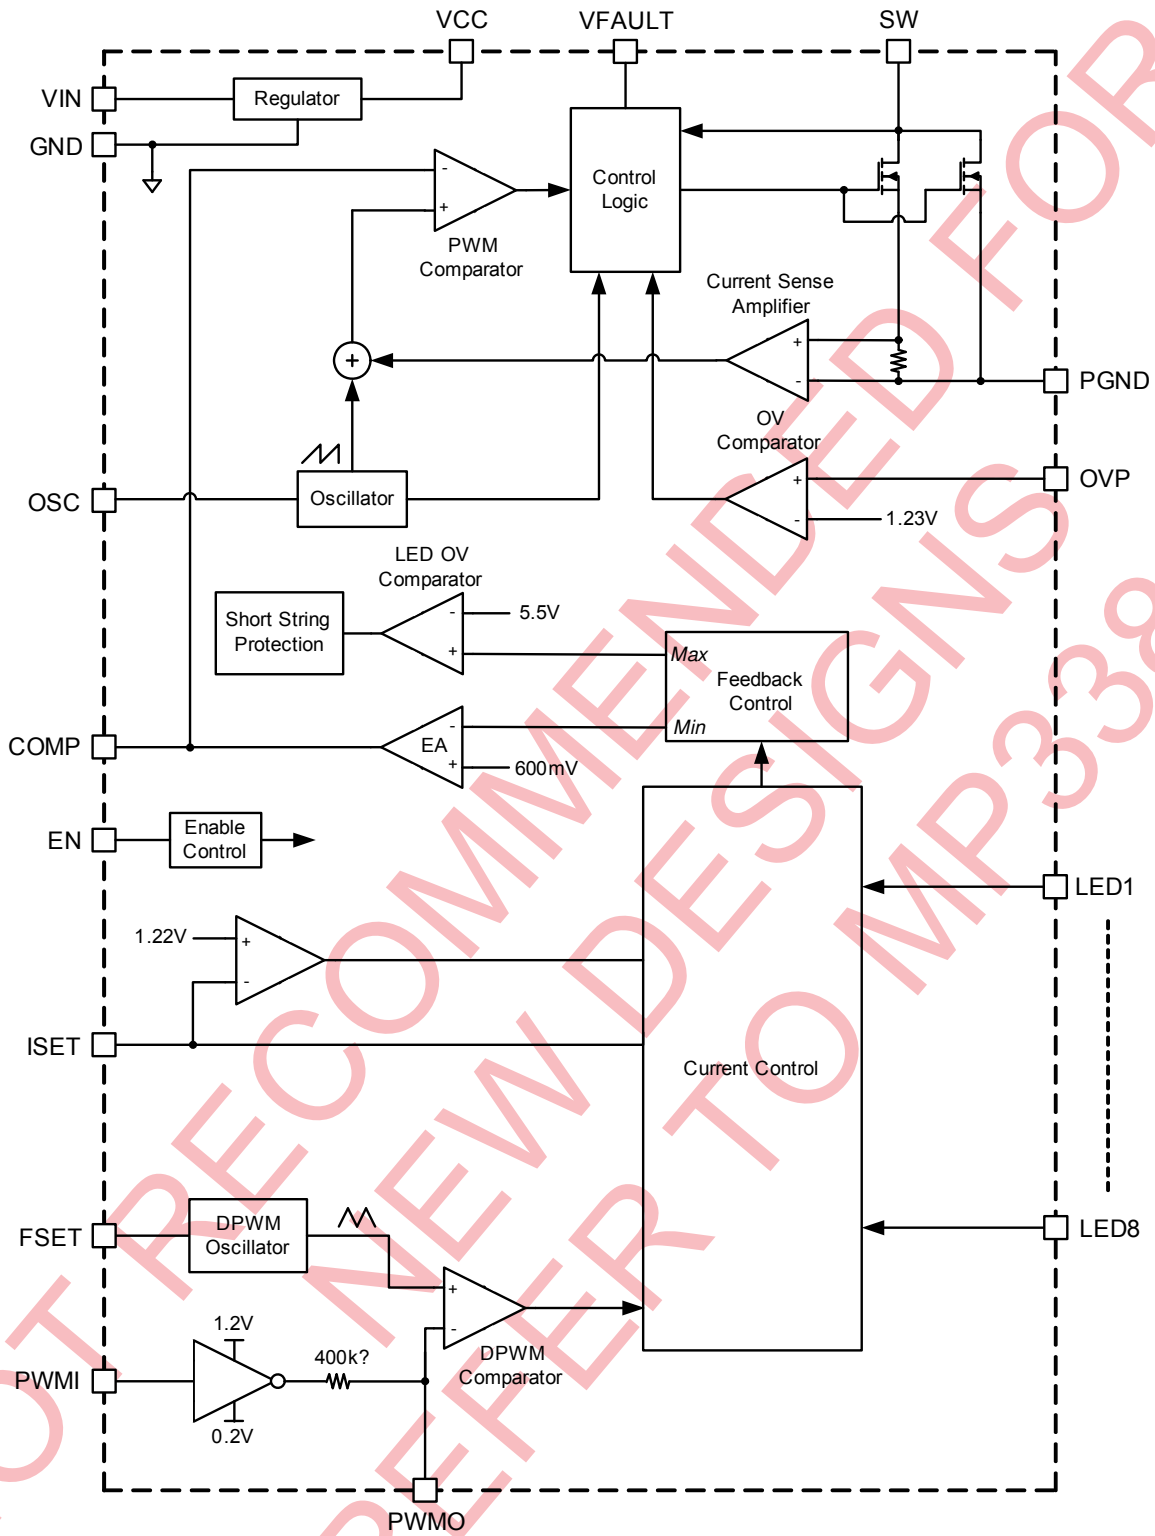 VCC
VFAULT
SW
VIN
Regulator
GND
-
+
PWM
Comparator
Control
Logic
Current Sense
Amplifier
+
-
+
PGND
OV
Comparator
+
-
1.23V
OVP
OSC
Oscillator
LED OV
Comparator
Short String
Protection
-
+
5.5V
Max
Min
Feedback
Control
COMP
EA
-
+
600mV
EN
Enable
Control
LED1
1.22V
+
-
ISET
Current Control
FSET
DPWM
Oscillator
LED8
+
-
DPWM
Comparator
1.2V
400k?
PWMI
0.2V
PWMO
NOT RECOMMENDED FOR
NEW DESIGNS
REFER TO MP338